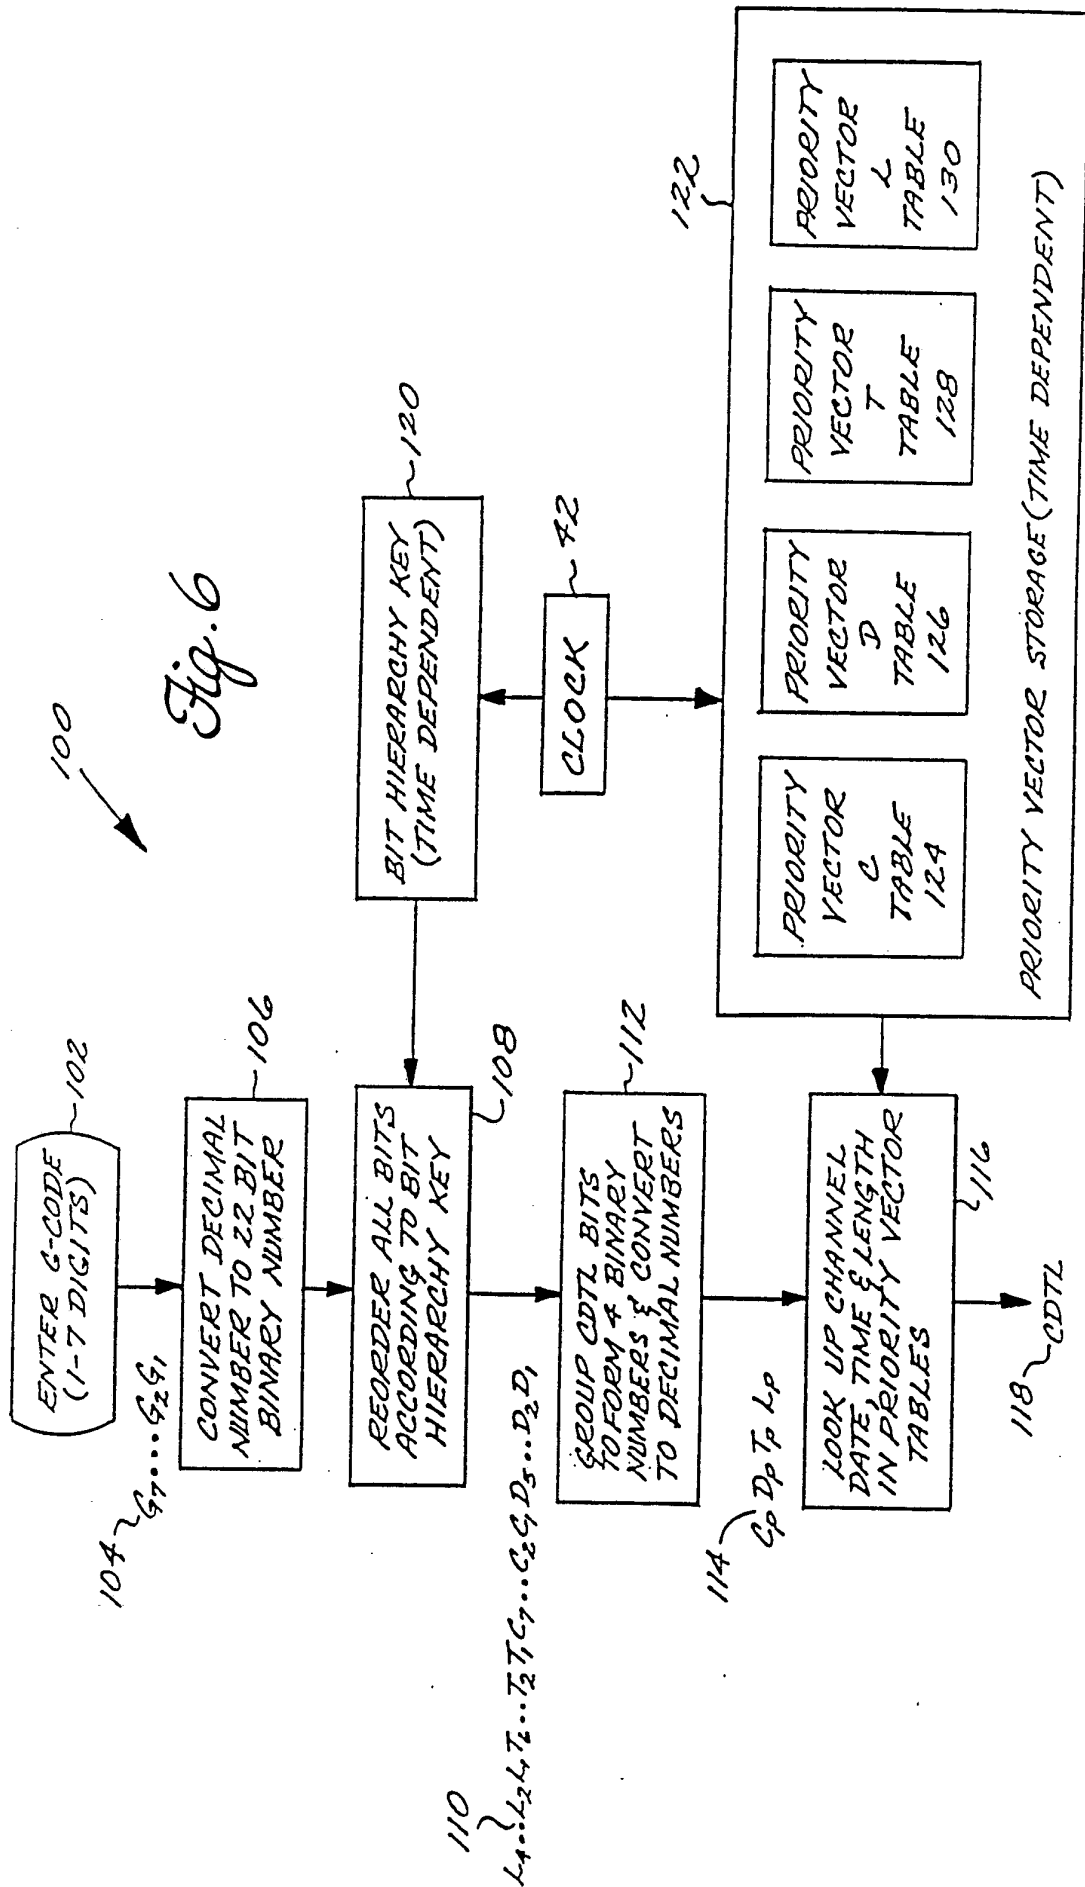 100
Fig. 6
ENTER G-CODE
(1-7 DIGITS)
102
104
G7....G2G1
CONVERT DECIMAL
NUMBER TO 22 BIT
BINARY NUMBER
106
REORDER ALL BITS
ACCORDING TO BIT
HIERARCHY KEY
108
BIT HIERARCHY KEY
(TIME DEPENDENT)
120
110
L4...L2L1T6...T2T1C7...C2C1D5...D2D1
GROUP CDTL BITS
TO FORM 4 BINARY
NUMBERS & CONVERT
TO DECIMAL NUMBERS
112
CLOCK
42
114
Cp Dp Tp Lp
LOOK UP CHANNEL
DATE, TIME & LENGTH
IN PRIORITY VECTOR
TABLES
116
118
CDTL
122
PRIORITY
VECTOR
C
TABLE
124
PRIORITY
VECTOR
D
TABLE
126
PRIORITY
VECTOR
T
TABLE
128
PRIORITY
VECTOR
L
TABLE
130
PRIORITY VECTOR STORAGE (TIME DEPENDENT)